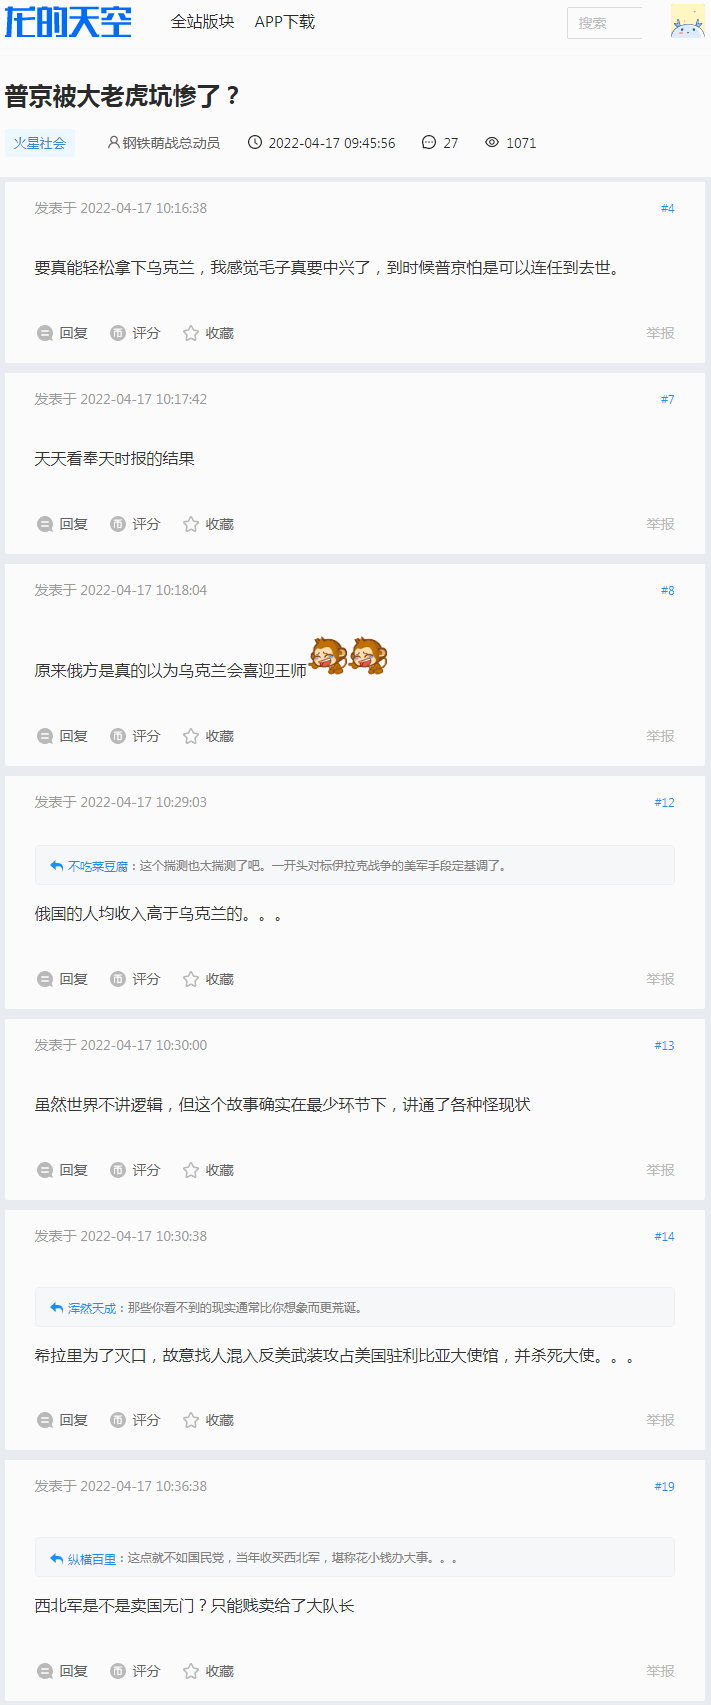 龙的天空 全站版块 APP下载 搜索
普京被大老虎坑惨了？
火星社会 钢铁萌战总动员 2022-04-17 09:45:56 27 1071
发表于 2022-04-17 10:16:38 #4
要真能轻松拿下乌克兰，我感觉毛子真要中兴了，到时候普京怕是可以连任到去世。
回复 评分 收藏 举报
发表于 2022-04-17 10:17:42 #7
天天看奉天时报的结果
回复 评分 收藏 举报
发表于 2022-04-17 10:18:04 #8
原来俄方是真的以为乌克兰会喜迎王师
回复 评分 收藏 举报
发表于 2022-04-17 10:29:03 #12
不吃菜豆腐：这个揣测也太揣测了吧。一开头对标伊拉克战争的美军手段定基调了。
俄国的人均收入高于乌克兰的。。。
回复 评分 收藏 举报
发表于 2022-04-17 10:30:00 #13
虽然世界不讲逻辑，但这个故事确实在最少环节下，讲通了各种怪现状
回复 评分 收藏 举报
发表于 2022-04-17 10:30:38 #14
浑然天成：那些你看不到的现实通常比你想象而更荒诞。
希拉里为了灭口，故意找人混入反美武装攻占美国驻利比亚大使馆，并杀死大使。。。
回复 评分 收藏 举报
发表于 2022-04-17 10:36:38 #19
纵横百里：这点就不如国民党，当年收买西北军，堪称花小钱办大事。。。
西北军是不是卖国无门？只能贱卖给了大队长
回复 评分 收藏 举报